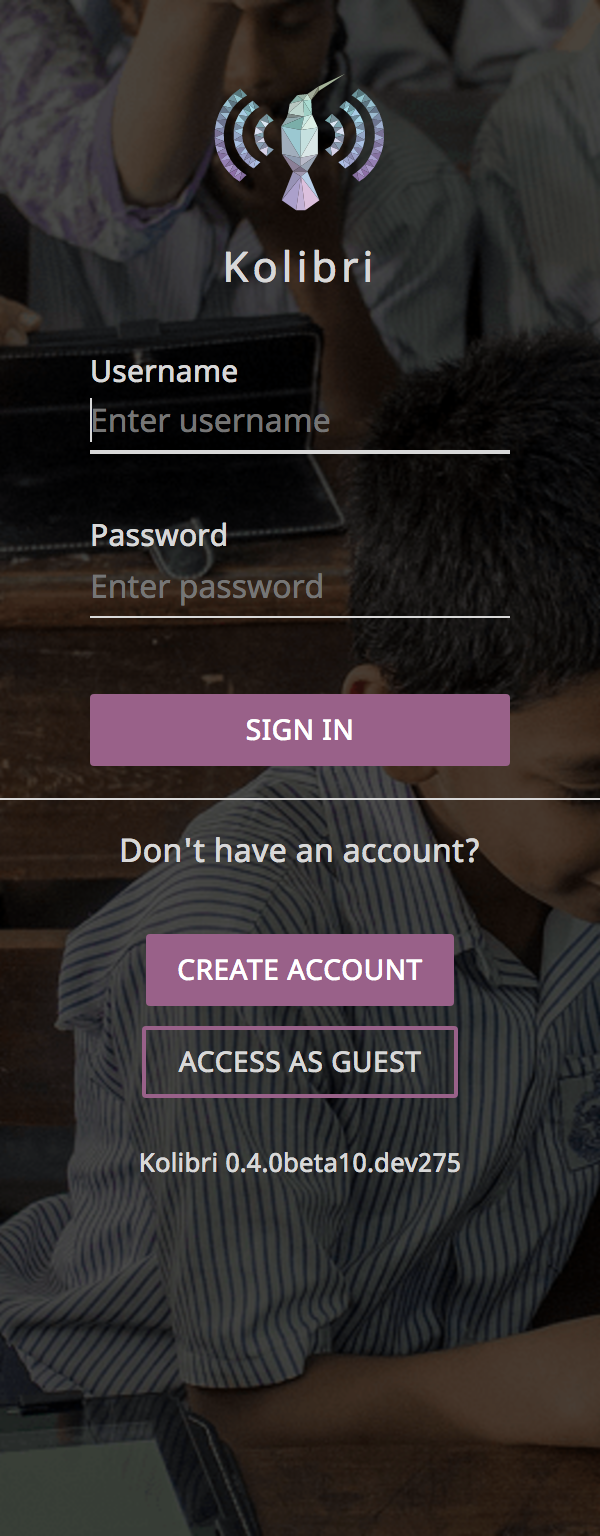 Kolibri
Username
Enter username
Password
Enter password
SIGN IN
Don't have an account?
CREATE ACCOUNT
ACCESS AS GUEST
Kolibri 0.4.0beta10.dev275